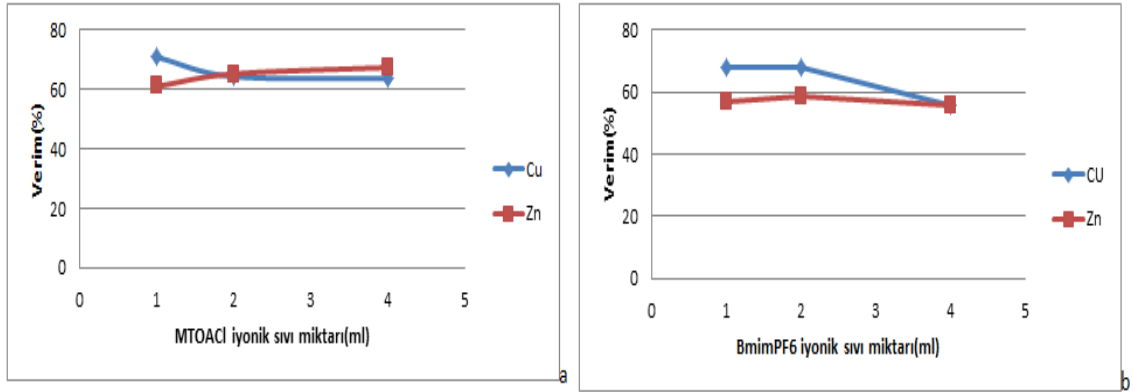 80
60
40
20
0
0 1 2 3 4 5
Verim(%)
MTOACl iyonik sıvı miktarı(ml)
Cu
Zn
a
80
60
40
20
0
0 1 2 3 4 5
Verim(%)
BmimPF6 iyonik sıvı miktarı(ml)
CU
Zn
b